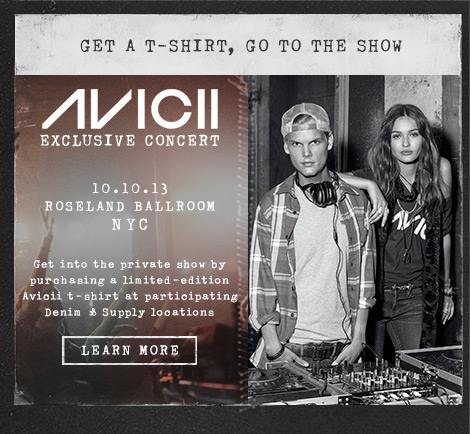 GET A T-SHIRT, GO TO THE SHOW
AVICII
EXCLUSIVE CONCERT
10.10.13
ROSELAND BALLROOM
NYC
Get into the private show by
purchasing a limited-edition
Avicii t-shirt at participating
Denim & Supply locations
LEARN MORE
AVICII